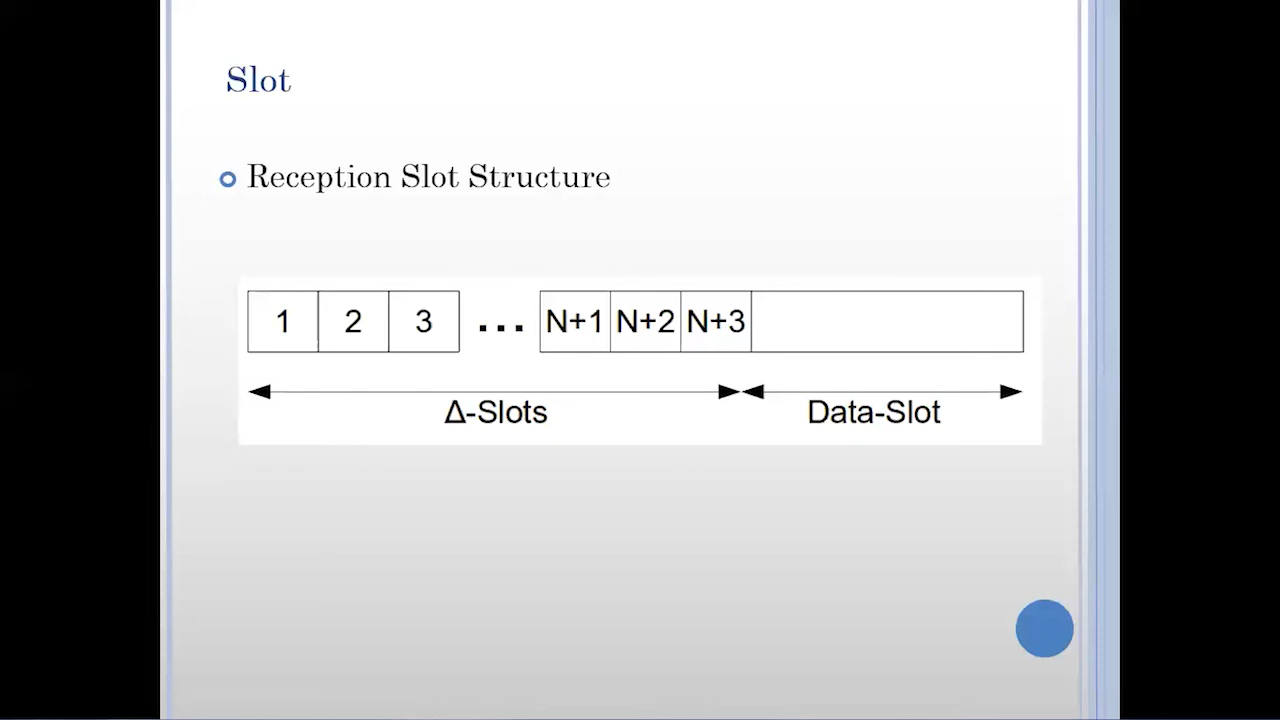 Slot
Reception Slot Structure
1 2 3 ... N+1 N+2 N+3
Δ-Slots Data-Slot